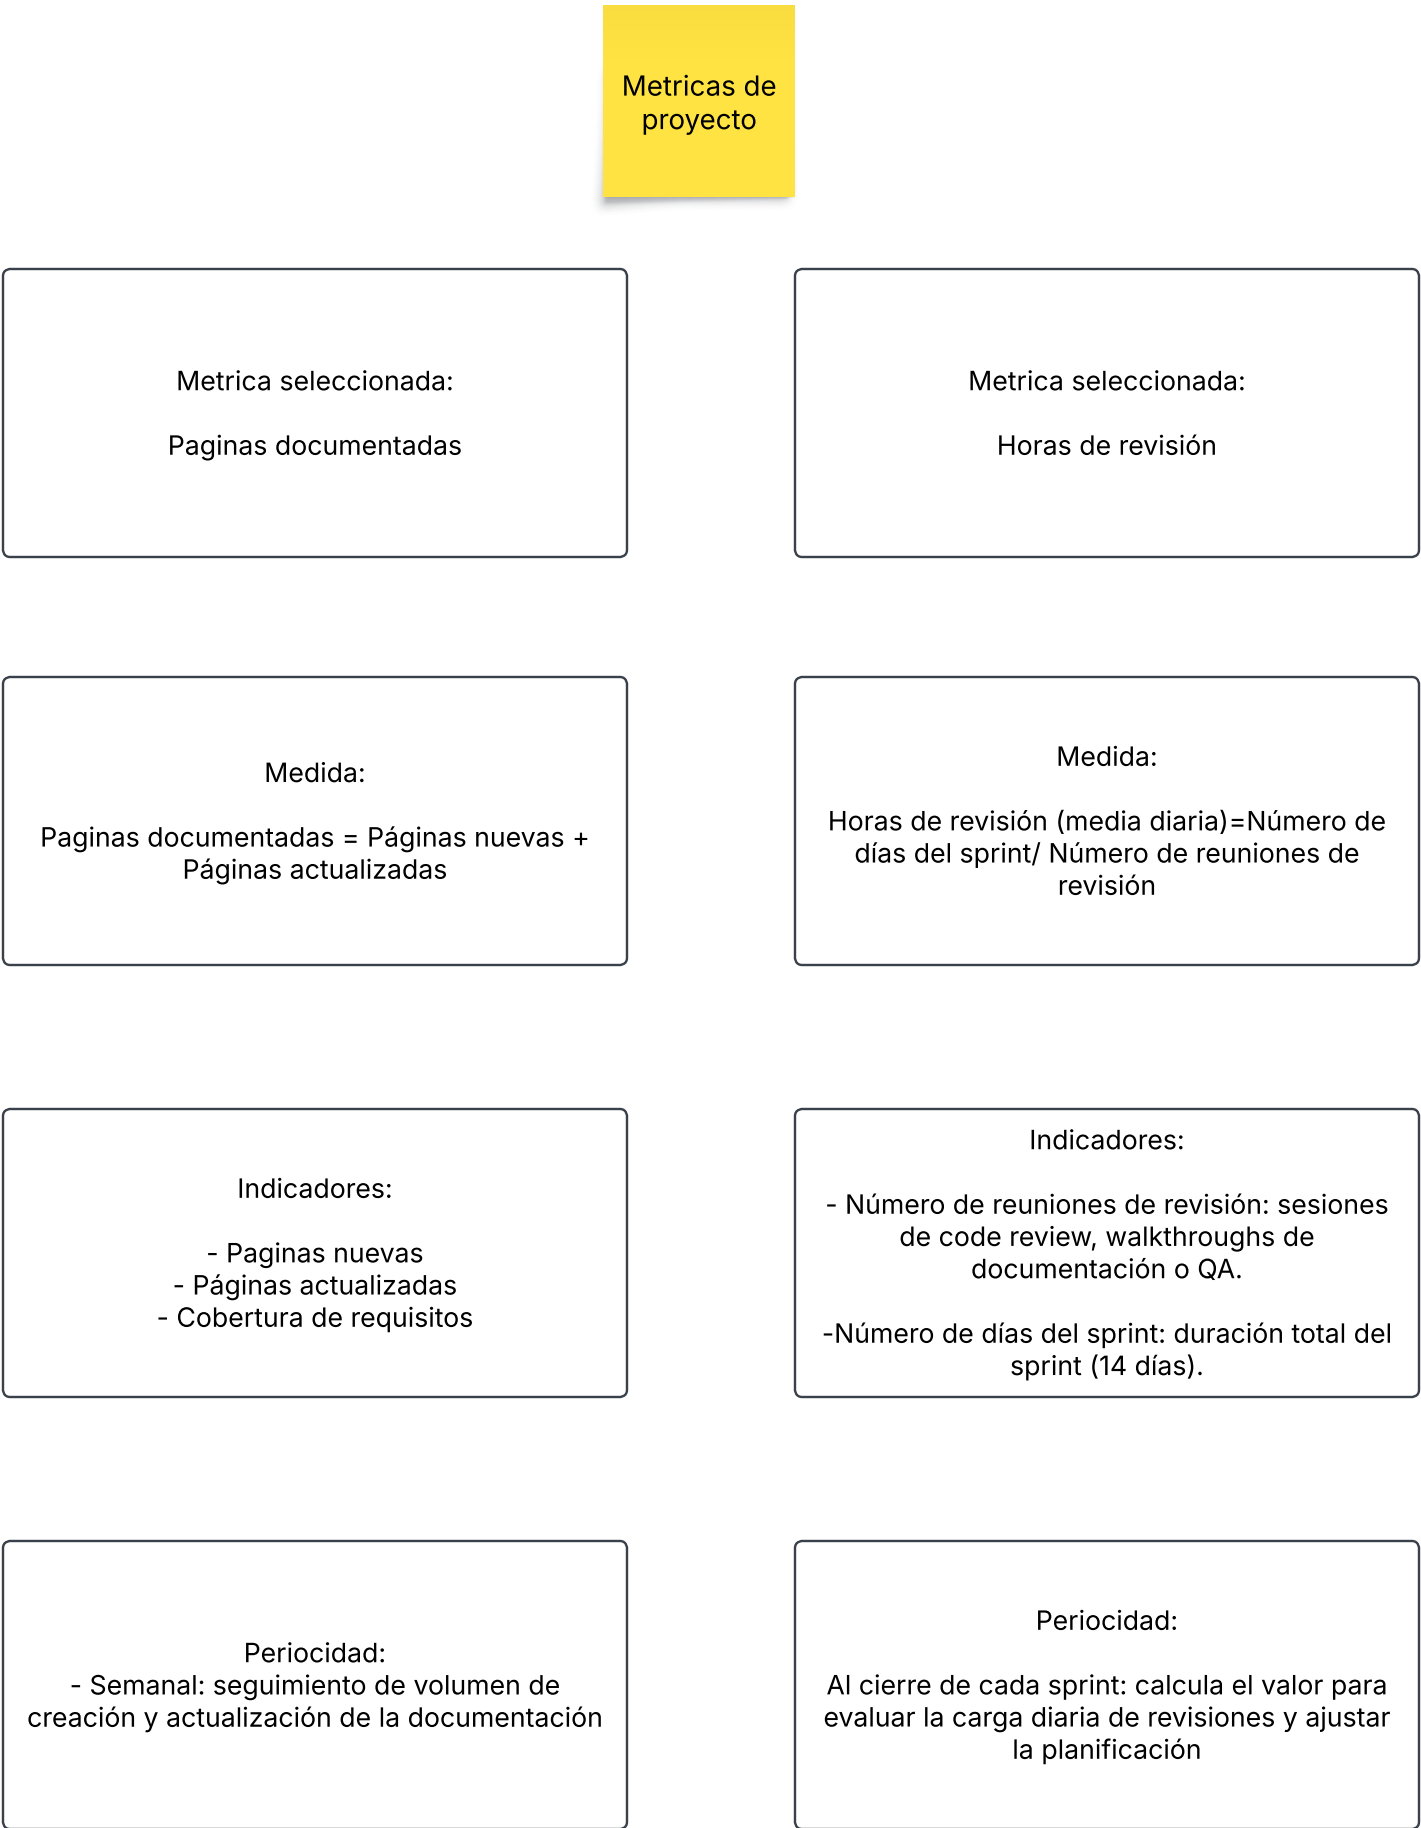 Metricas de
proyecto
Metrica seleccionada:
Paginas documentadas
Metrica seleccionada:
Horas de revisión
Medida:
Paginas documentadas = Páginas nuevas +
Páginas actualizadas
Medida:
Horas de revisión (media diaria)=Número de
días del sprint/ Número de reuniones de
revisión
Indicadores:
- Paginas nuevas
- Páginas actualizadas
- Cobertura de requisitos
Indicadores:
- Número de reuniones de revisión: sesiones
de code review, walkthroughs de
documentación o QA.
-Número de días del sprint: duración total del
sprint (14 días).
Periocidad:
- Semanal: seguimiento de volumen de
creación y actualización de la documentación
Periocidad:
Al cierre de cada sprint: calcula el valor para
evaluar la carga diaria de revisiones y ajustar
la planificación